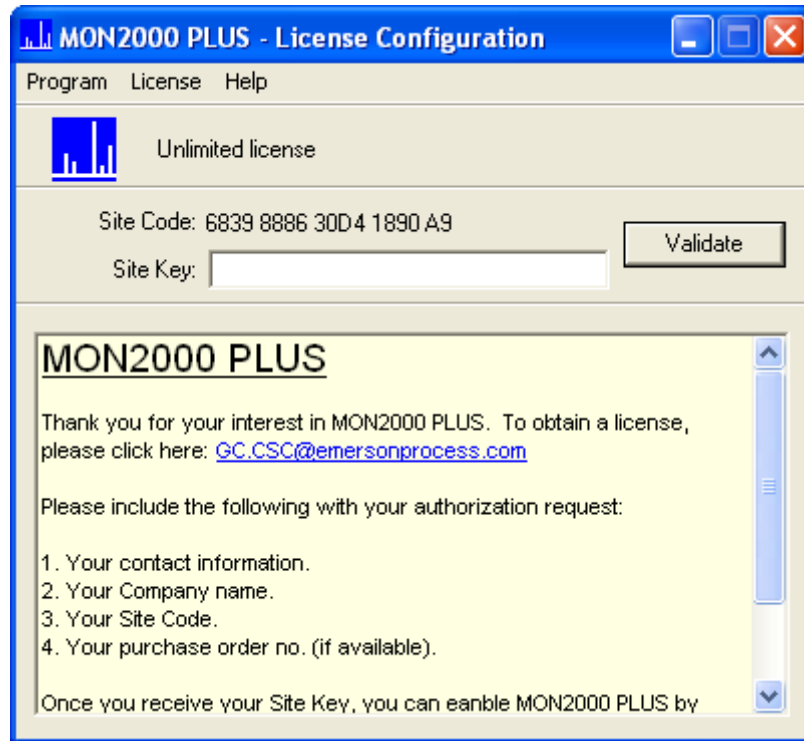 MON2000 PLUS - License Configuration
Program License Help
Unlimited license
Site Code: 6839 8886 30D4 1890 A9
Validate
Site Key:
MON2000 PLUS
Thank you for your interest in MON2000 PLUS. To obtain a license,
please click here: GC.CSC@emersonprocess.com
Please include the following with your authorization request:
1. Your contact information.
2. Your Company name.
3. Your Site Code.
4. Your purchase order no. (if available).
Once you receive your Site Key, you can eanble MON2000 PLUS by